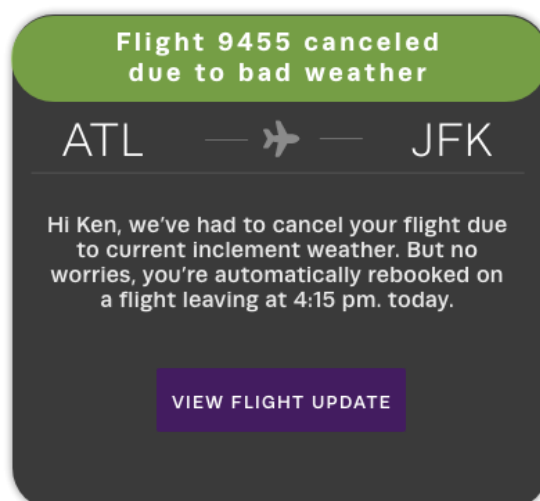 Flight 9455 canceled
due to bad weather
ATL JFK
Hi Ken, we've had to cancel your flight due
to current inclement weather. But no
worries, you're automatically rebooked on
a flight leaving at 4:15 pm. today.
VIEW FLIGHT UPDATE